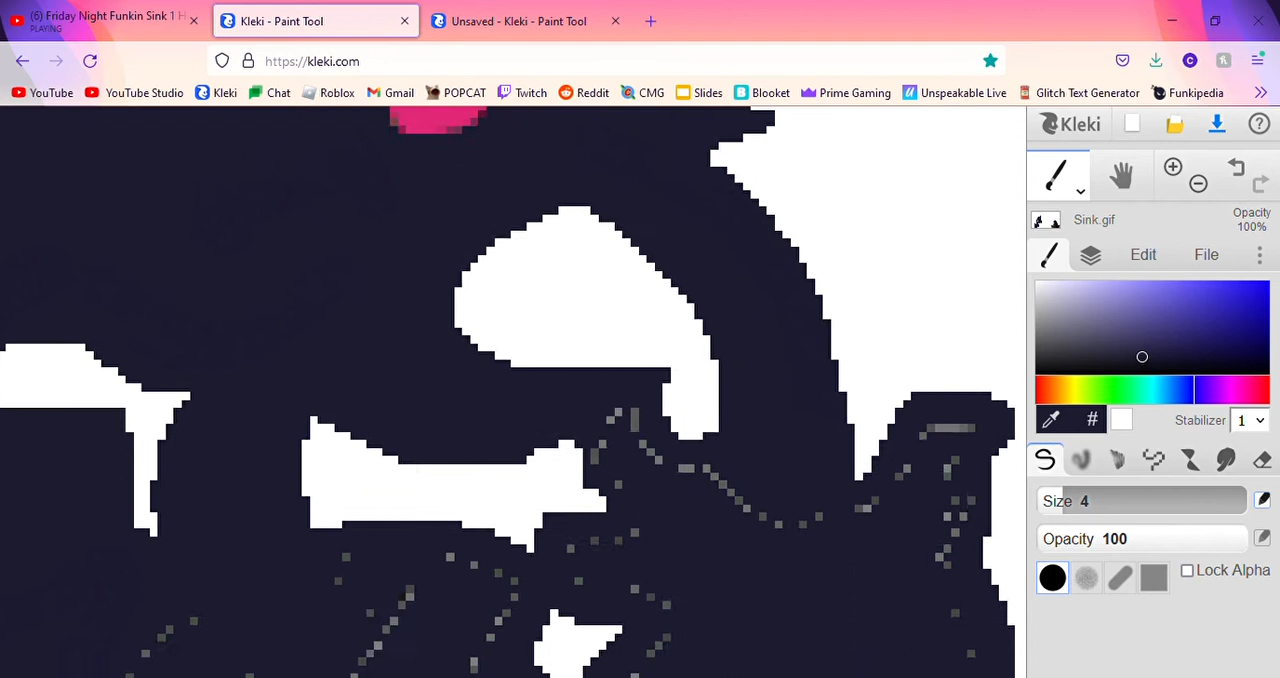 (6) Friday Night Funkin Sink 1 H
PLAYING
Kleki - Paint Tool
Unsaved - Kleki - Paint Tool
https://kleki.com
YouTube
YouTube Studio
Kleki
Chat
Roblox
Gmail
POPCAT
Twitch
Reddit
CMG
Slides
Blooket
Prime Gaming
Unspeakable Live
Glitch Text Generator
Funkipedia
Kleki
Sink.gif
Opacity
100%
Edit
File
#
Stabilizer
1
Size 4
Opacity 100
Lock Alpha